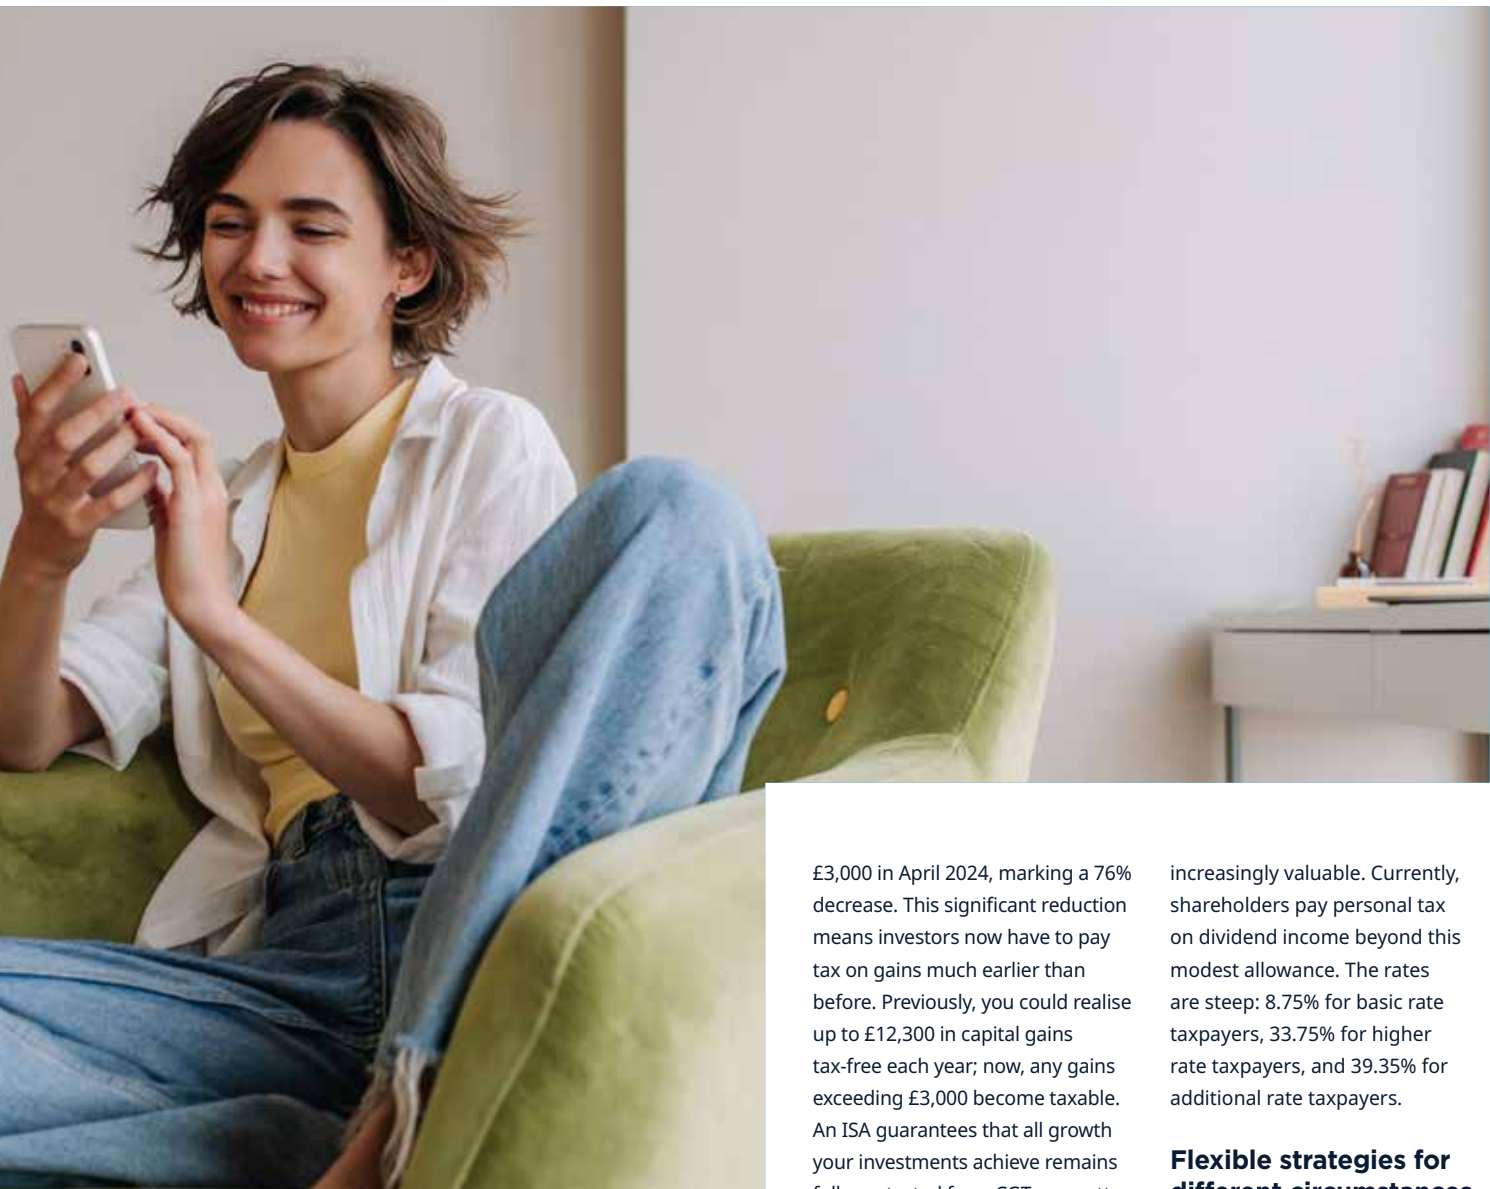 £3,000 in April 2024, marking a 76%
decrease. This significant reduction
means investors now have to pay
tax on gains much earlier than
before. Previously, you could realise
up to £12,300 in capital gains
tax-free each year; now, any gains
exceeding £3,000 become taxable.
An ISA guarantees that all growth
your investments achieve remains
increasingly valuable. Currently,
shareholders pay personal tax
on dividend income beyond this
modest allowance. The rates
are steep: 8.75% for basic rate
taxpayers, 33.75% for higher
rate taxpayers, and 39.35% for
additional rate taxpayers.
Flexible strategies for
different circumstances